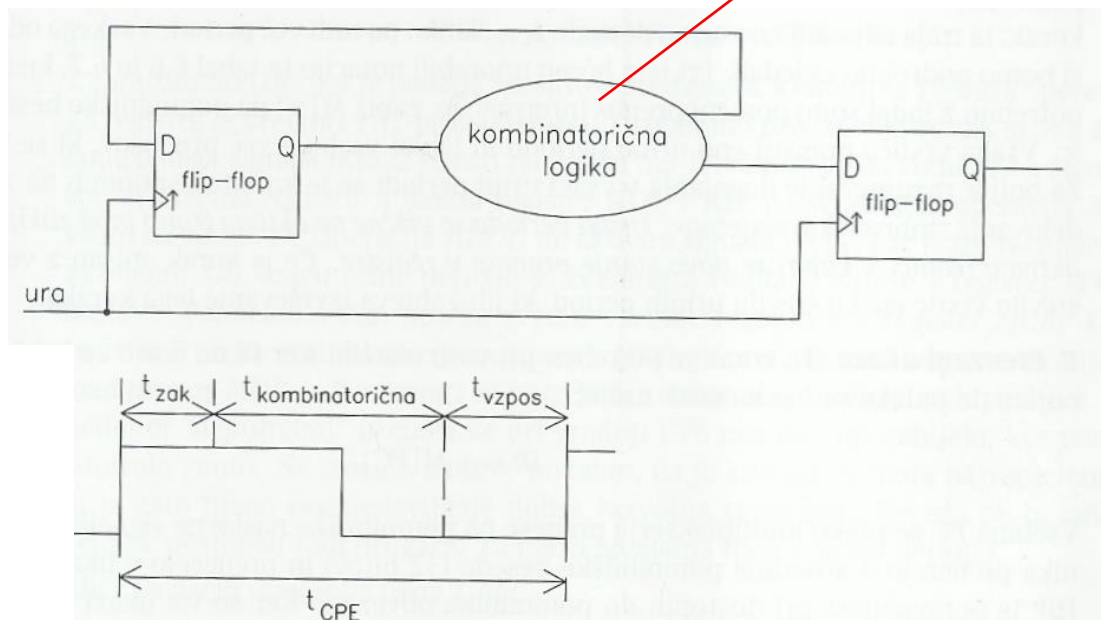 kombinatorična
logika
D Q
flip-flop
D Q
flip-flop
ura
t zak t kombinatorična t vzpos
t CPE